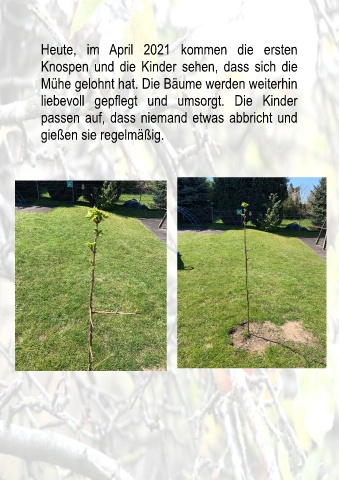 Heute, im April 2021 kommen die ersten
Knospen und die Kinder sehen, dass sich die
Mühe gelohnt hat. Die Bäume werden weiterhin
liebevoll gepflegt und umsorgt. Die Kinder
passen auf, dass niemand etwas abbricht und
gießen sie regelmäßig.